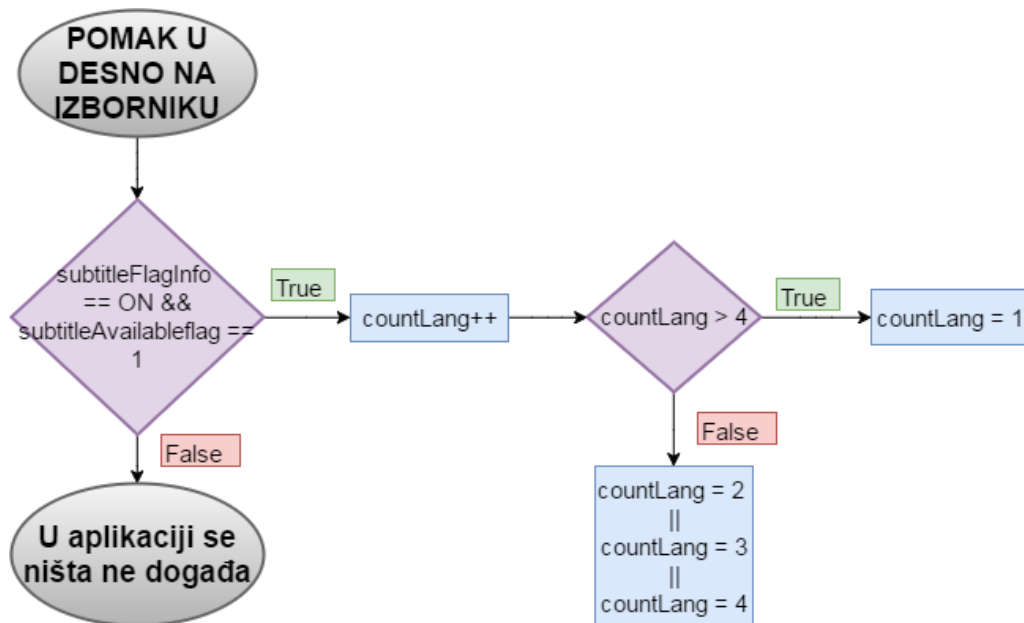 POMAK U
DESNO NA
IZBORNIKU
subtitleFlagInfo
== ON &&
subtitleAvailableflag ==
1
True
countLang++
countLang > 4
True
countLang = 1
False
False
countLang = 2
||
countLang = 3
||
countLang = 4
U aplikaciji se
ništa ne događa